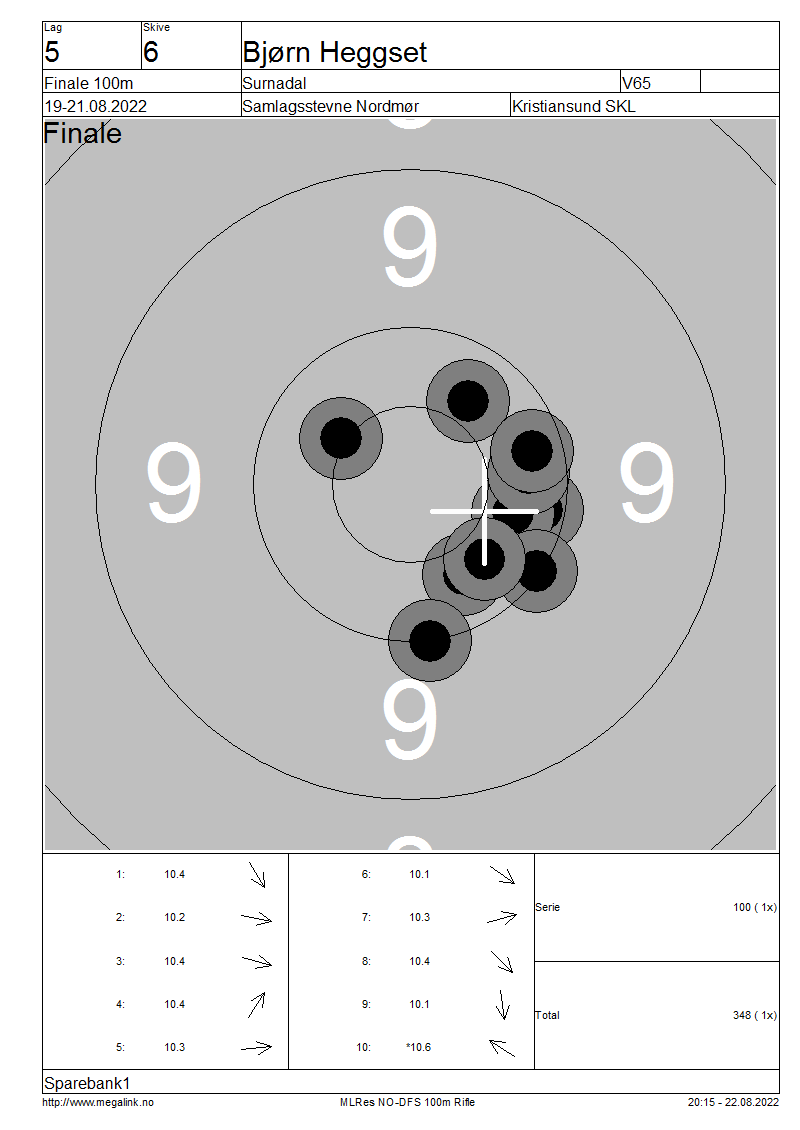 Lag Skive
5 6 Bjørn Heggset
Finale 100m Surnadal V65
19-21.08.2022 Samlagsstevne Nordmør Kristiansund SKL
Finale
9
9 9
9
1: 10.4 6: 10.1
Serie 100 ( 1x)
2: 10.2 7: 10.3
3: 10.4 8: 10.4
4: 10.4 9: 10.1
Total 348 ( 1x)
5: 10.3 10: *10.6
Sparebank1
http://www.megalink.no MLRes NO-DFS 100m Rifle 20:15 - 22.08.2022